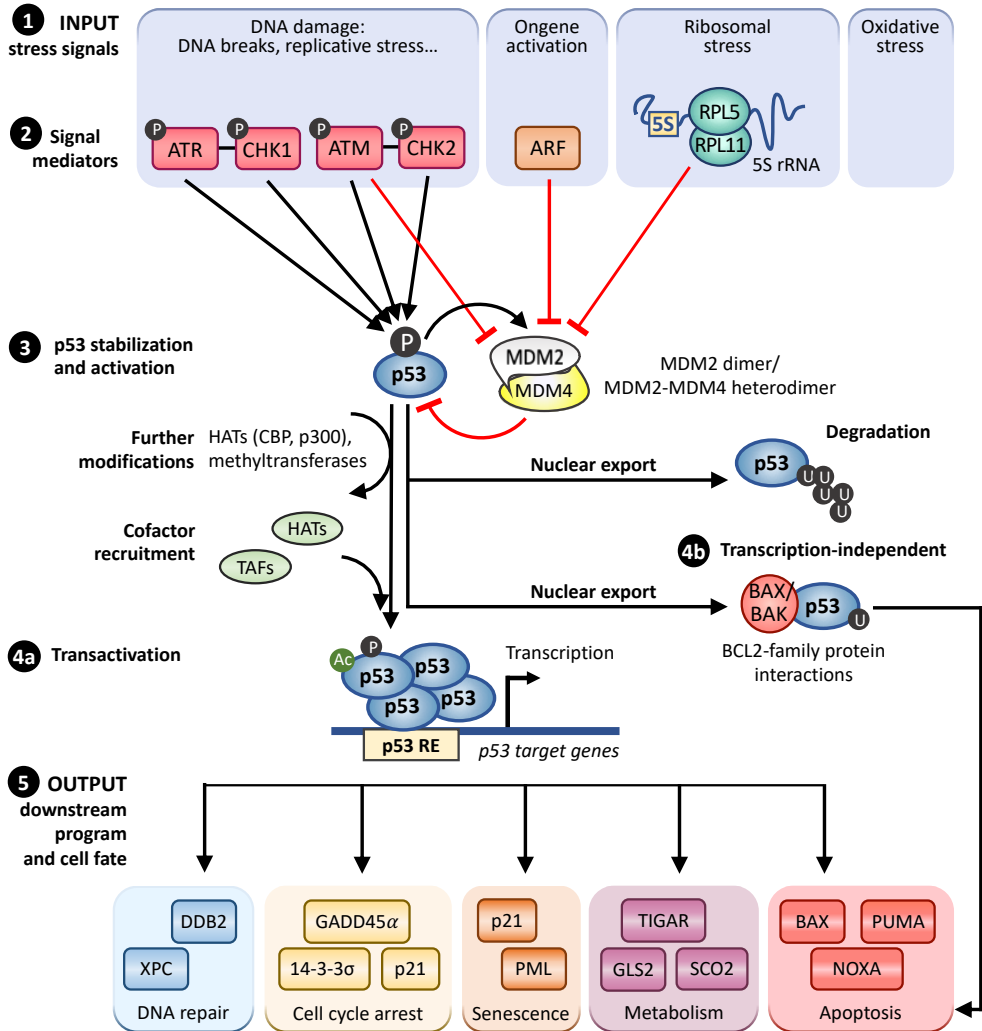 1 INPUT
stress signals
DNA damage:
DNA breaks, replicative stress…
Ongene
activation
Ribosomal
stress
Oxidative
stress
2 Signal
mediators
P
ATR
P
CHK1
P
ATM
P
CHK2
ARF
5S
RPL5
RPL11
5S rRNA
3 p53 stabilization
and activation
P
p53
MDM2
MDM4
MDM2 dimer/
MDM2-MDM4 heterodimer
Further
modifications
HATs (CBP, p300),
methyltransferases
Nuclear export
Degradation
p53
U
U
U
U
U
Cofactor
recruitment
HATs
TAFs
4b Transcription-independent
Nuclear export
BAX/
BAK
p53
U
BCL2-family protein
interactions
4a Transactivation
Ac
P
p53
p53
p53
p53
Transcription
p53 RE
p53 target genes
5 OUTPUT
downstream
program
and cell fate
DDB2
XPC
DNA repair
GADD45α
14-3-3σ
p21
Cell cycle arrest
p21
PML
Senescence
TIGAR
GLS2
SCO2
Metabolism
BAX
PUMA
NOXA
Apoptosis